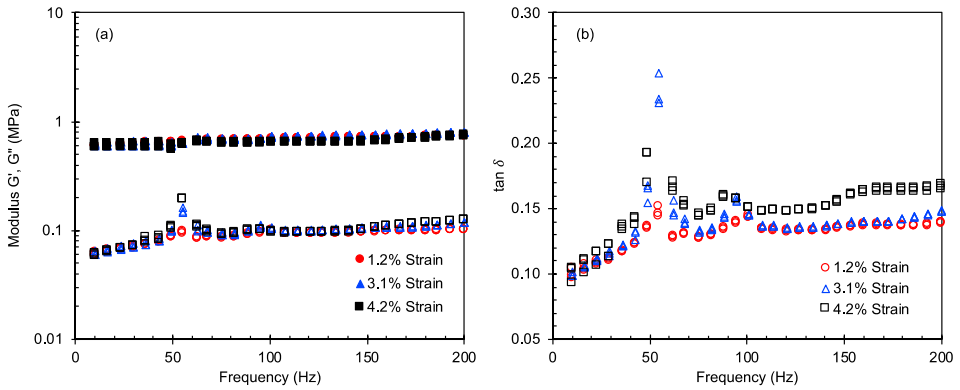 (a)
Modulus G', G" (MPa)
10
1
0.1
0.01
0
50
100
150
200
Frequency (Hz)
1.2% Strain
3.1% Strain
4.2% Strain
(b)
tan δ
0.30
0.25
0.20
0.15
0.10
0.05
0
50
100
150
200
Frequency (Hz)
1.2% Strain
3.1% Strain
4.2% Strain